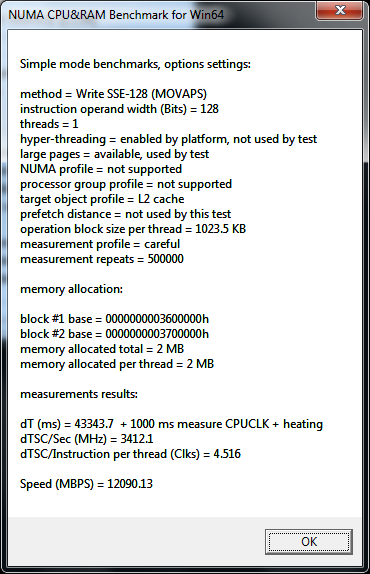 NUMA CPU&RAM Benchmark for Win64
Simple mode benchmarks, options settings:
method = Write SSE-128 (MOVAPS)
instruction operand width (Bits) = 128
threads = 1
hyper-threading = enabled by platform, not used by test
large pages = available, used by test
NUMA profile = not supported
processor group profile = not supported
target object profile = L2 cache
prefetch distance = not used by this test
operation block size per thread = 1023.5 KB
measurement profile = careful
measurement repeats = 500000
memory allocation:
block #1 base = 0000000003600000h
block #2 base = 0000000003700000h
memory allocated total = 2 MB
memory allocated per thread = 2 MB
measurements results:
dT (ms) = 43343.7  + 1000 ms measure CPUCLK + heating
dTSC/Sec (MHz) = 3412.1
dTSC/Instruction per thread (Clks) = 4.516
Speed (MBPS) = 12090.13
OK